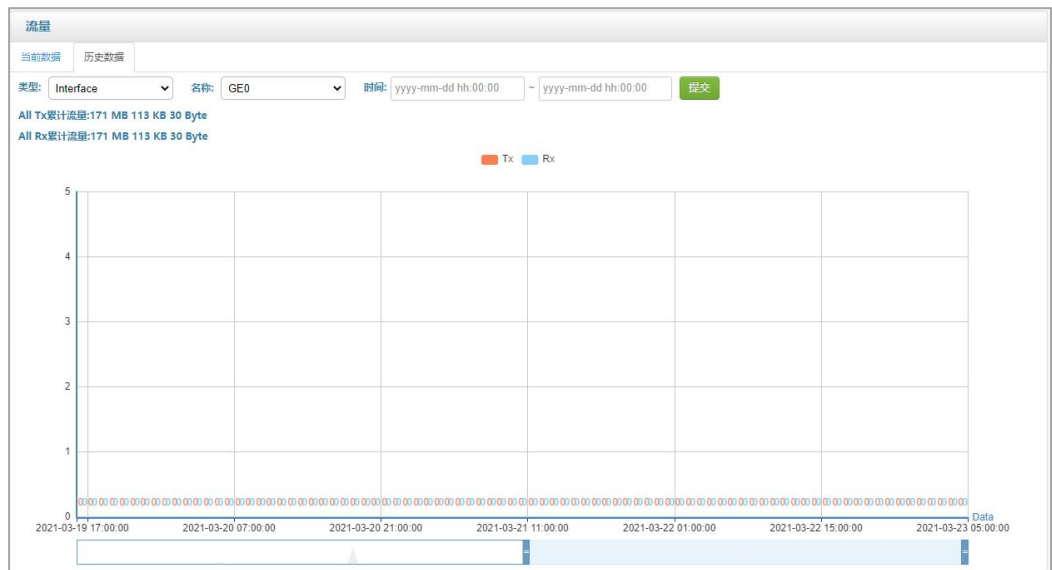 流量
当前数据 历史数据
类型: Interface 名称: GE0 时间: yyyy-mm-dd hh:00:00 ~ yyyy-mm-dd hh:00:00 提交
All Tx累计流量:171 MB 113 KB 30 Byte
All Rx累计流量:171 MB 113 KB 30 Byte
Tx Rx
5
4
3
2
1
0
Data
2021-03-19 17:00:00 2021-03-20 07:00:00 2021-03-20 21:00:00 2021-03-21 11:00:00 2021-03-22 01:00:00 2021-03-22 15:00:00 2021-03-23 05:00:00